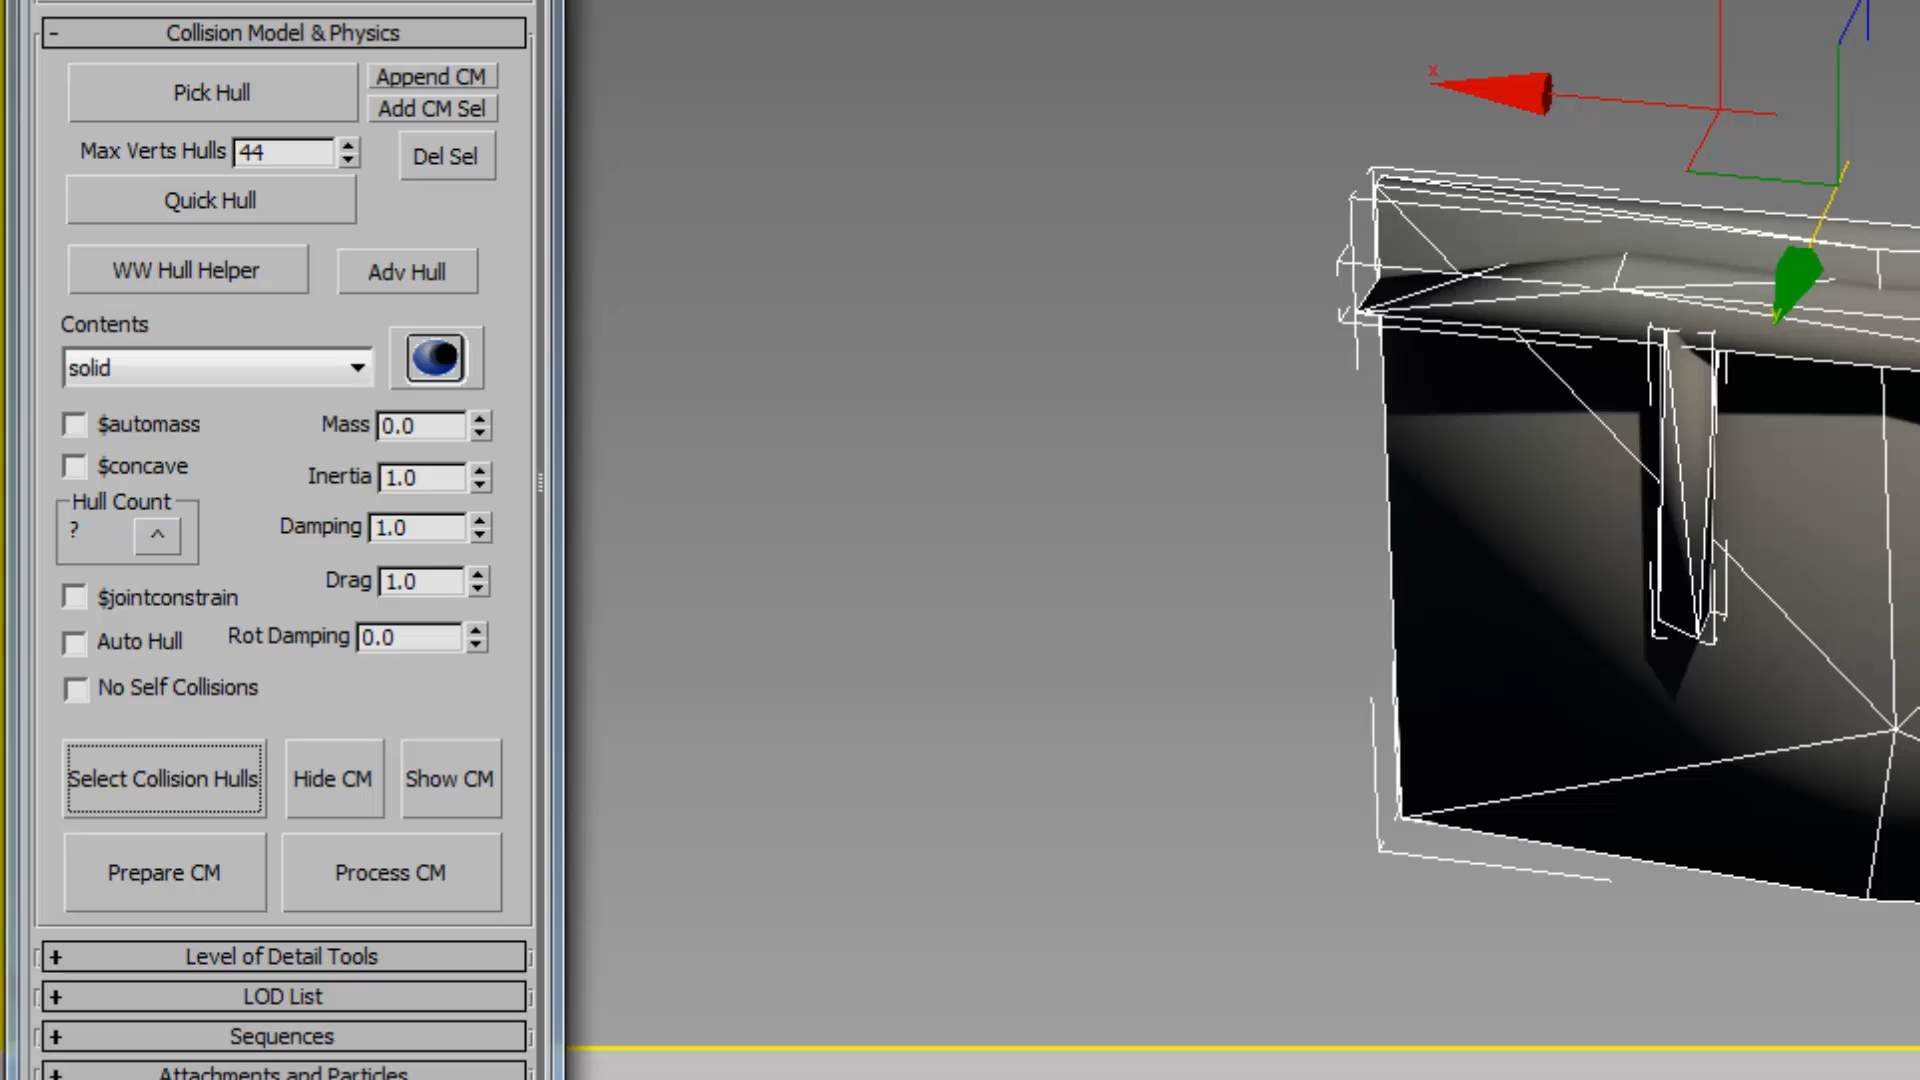 - Collision Model & Physics
Pick Hull
Append CM
Add CM Sel
Max Verts Hulls 44
Del Sel
Quick Hull
WW Hull Helper
Adv Hull
Contents
solid
$automass
Mass 0.0
$concave
Inertia 1.0
Hull Count
? ^
Damping 1.0
Drag 1.0
$jointconstrain
Auto Hull
Rot Damping 0.0
No Self Collisions
Select Collision Hulls
Hide CM
Show CM
Prepare CM
Process CM
+ Level of Detail Tools
+ LOD List
+ Sequences
+ Attachments and Particles
x